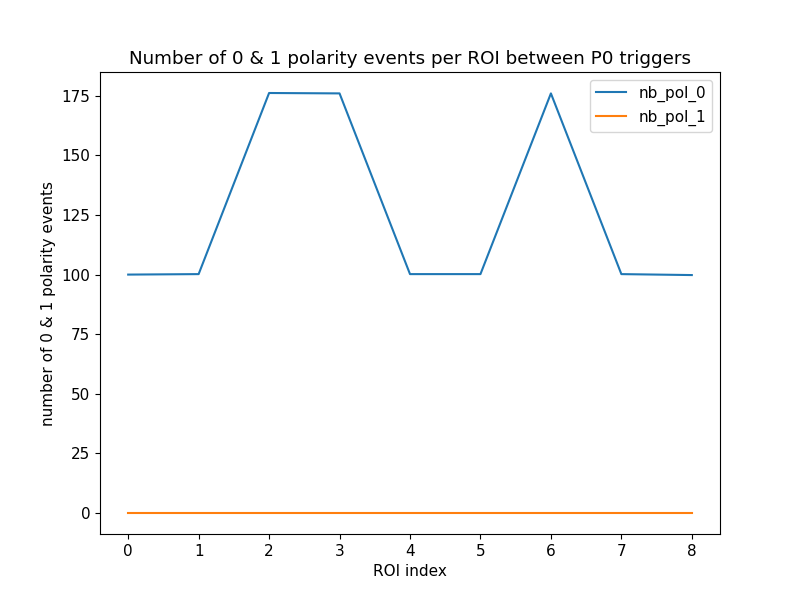 Number of 0 & 1 polarity events per ROI between P0 triggers
nb_pol_0
nb_pol_1
number of 0 & 1 polarity events
175
150
125
100
75
50
25
0
0 1 2 3 4 5 6 7 8
ROI index